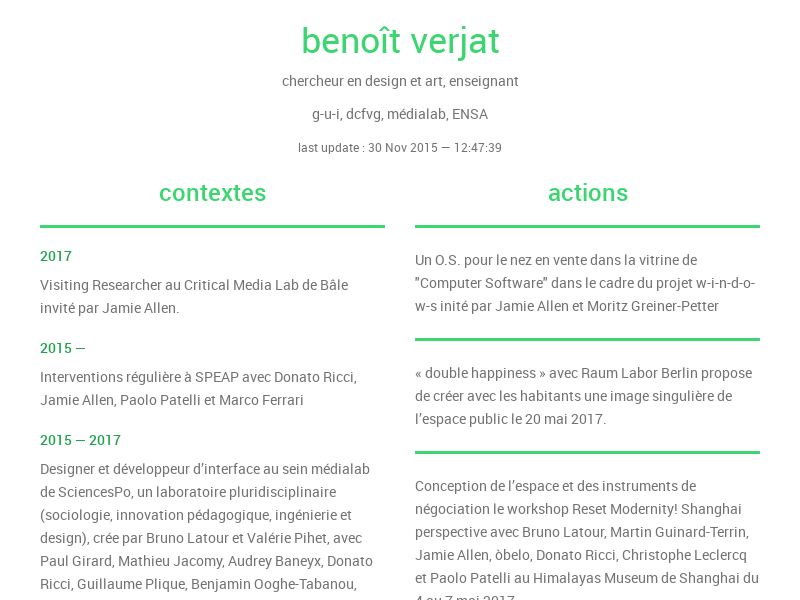 benoît verjat
chercheur en design et art, enseignant
g-u-i, dcfvg, médialab, ENSA
last update : 30 Nov 2015 — 12:47:39
contextes
2017
Visiting Researcher au Critical Media Lab de Bâle
invité par Jamie Allen.
2015 —
Interventions régulière à SPEAP avec Donato Ricci,
Jamie Allen, Paolo Patelli et Marco Ferrari
2015 — 2017
Designer et développeur d’interface au sein médialab
de SciencesPo, un laboratoire pluridisciplinaire
(sociologie, innovation pédagogique, ingénierie et
design), crée par Bruno Latour et Valérie Pihet, avec
Paul Girard, Mathieu Jacomy, Audrey Baneyx, Donato
Ricci, Guillaume Plique, Benjamin Ooghe-Tabanou,
actions
Un O.S. pour le nez en vente dans la vitrine de
"Computer Software" dans le cadre du projet w-i-n-d-o-
w-s inité par Jamie Allen et Moritz Greiner-Petter
« double happiness » avec Raum Labor Berlin propose
de créer avec les habitants une image singulière de
l’espace public le 20 mai 2017.
Conception de l’espace et des instruments de
négociation le workshop Reset Modernity! Shanghai
perspective avec Bruno Latour, Martin Guinard-Terrin,
Jamie Allen, òbelo, Donato Ricci, Christophe Leclercq
et Paolo Patelli au Himalayas Museum de Shanghai du
4 au 7 mai 2017.